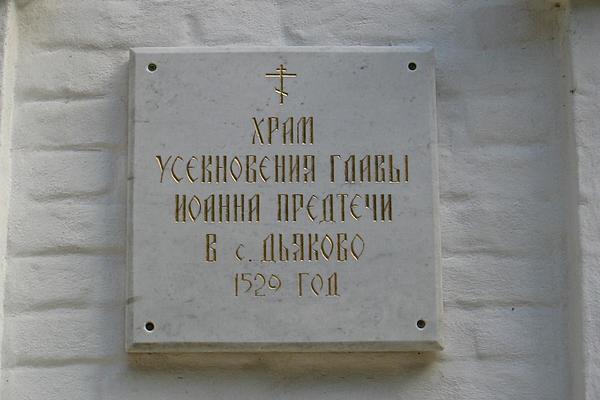 ХРАМ
УСЕКНОВЕНИЯ ГЛАВЫ
ИОАННА ПРЕДТЕЧИ
В с. ДЬЯКОВО
1529 ГОД